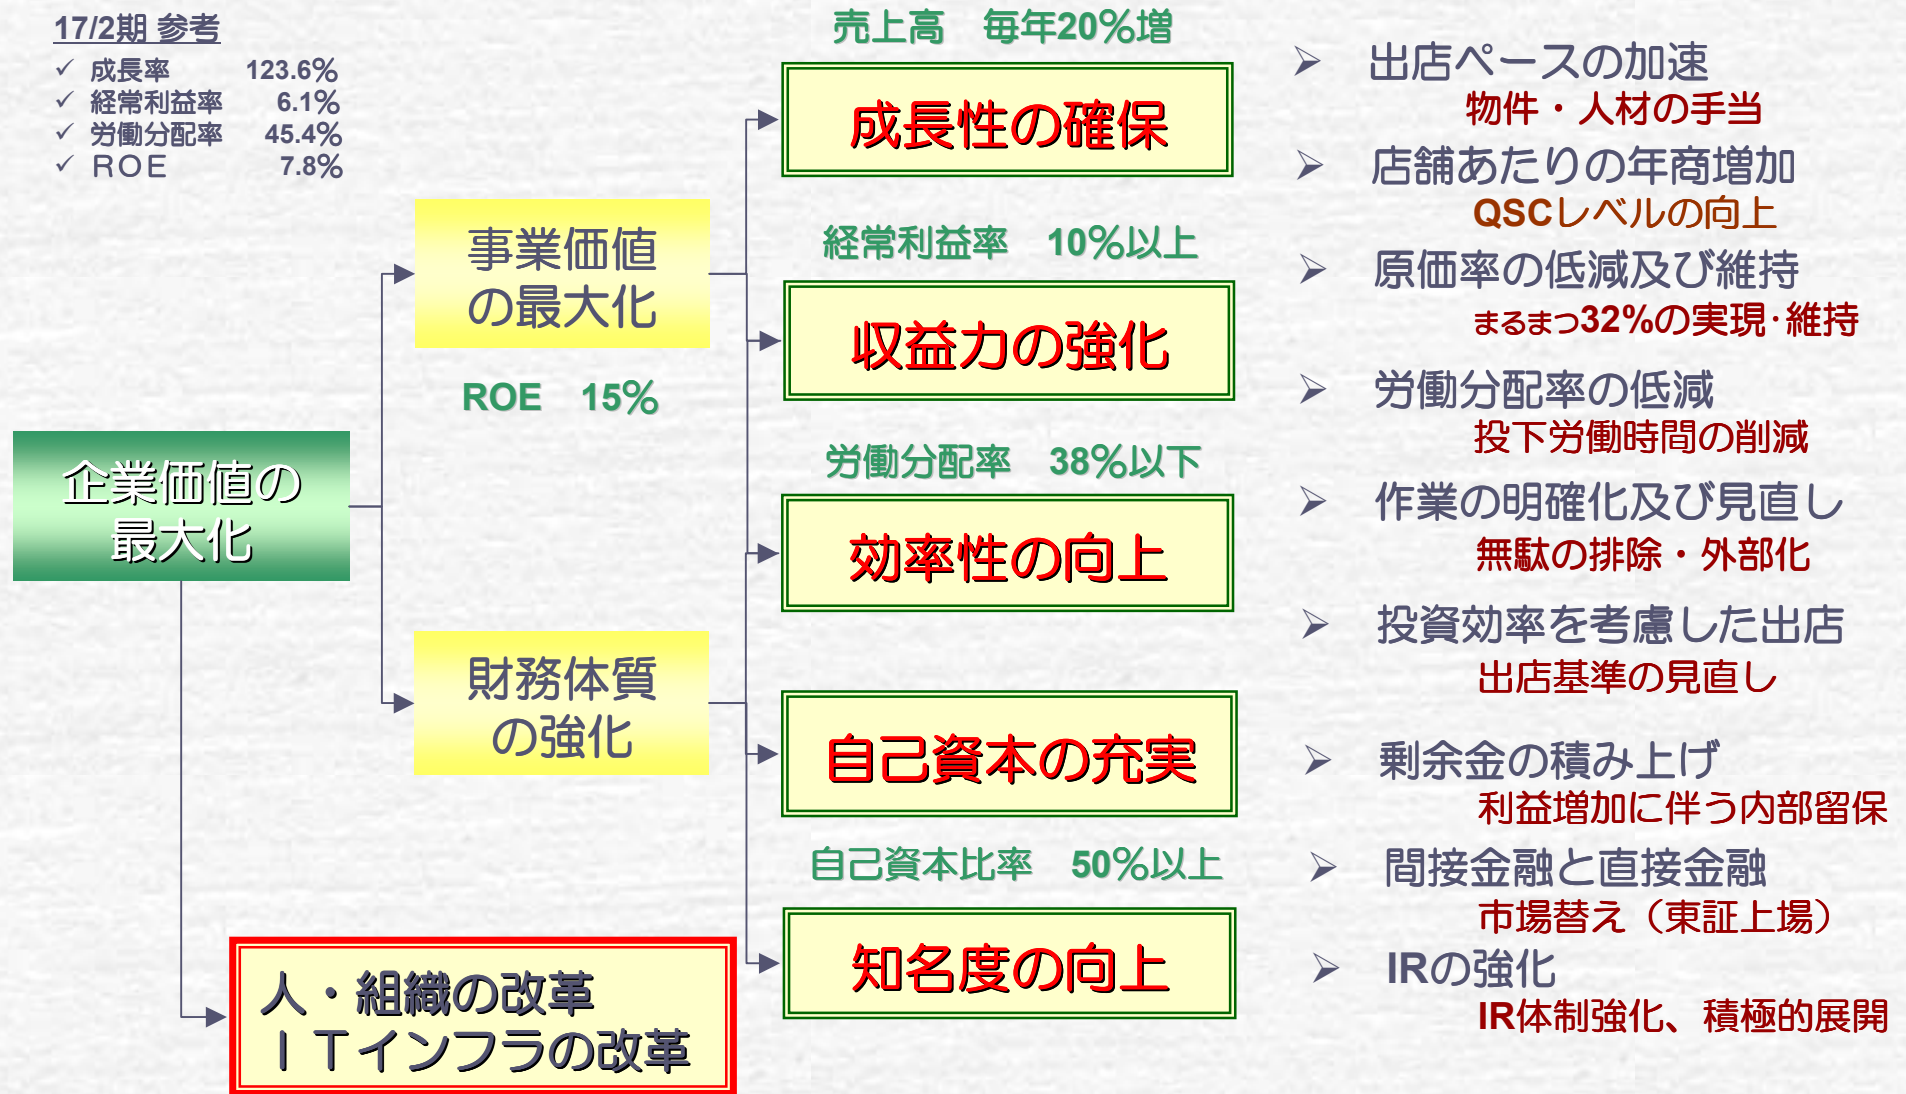 17/2期 参考
✓ 成長率 123.6%
✓ 経常利益率 6.1%
✓ 労働分配率 45.4%
✓ ROE 7.8%
企業価値の
最大化
事業価値
の最大化
ROE 15%
財務体質
の強化
人・組織の改革
ITインフラの改革
売上高 毎年20%増
成長性の確保
経常利益率 10%以上
収益力の強化
労働分配率 38%以下
効率性の向上
自己資本の充実
自己資本比率 50%以上
知名度の向上
➢ 出店ペースの加速
物件・人材の手当
➢ 店舗あたりの年商増加
QSCレベルの向上
➢ 原価率の低減及び維持
まるまつ32%の実現・維持
➢ 労働分配率の低減
投下労働時間の削減
➢ 作業の明確化及び見直し
無駄の排除・外部化
➢ 投資効率を考慮した出店
出店基準の見直し
➢ 剰余金の積み上げ
利益増加に伴う内部留保
➢ 間接金融と直接金融
市場替え（東証上場）
➢ IRの強化
IR体制強化、積極的展開